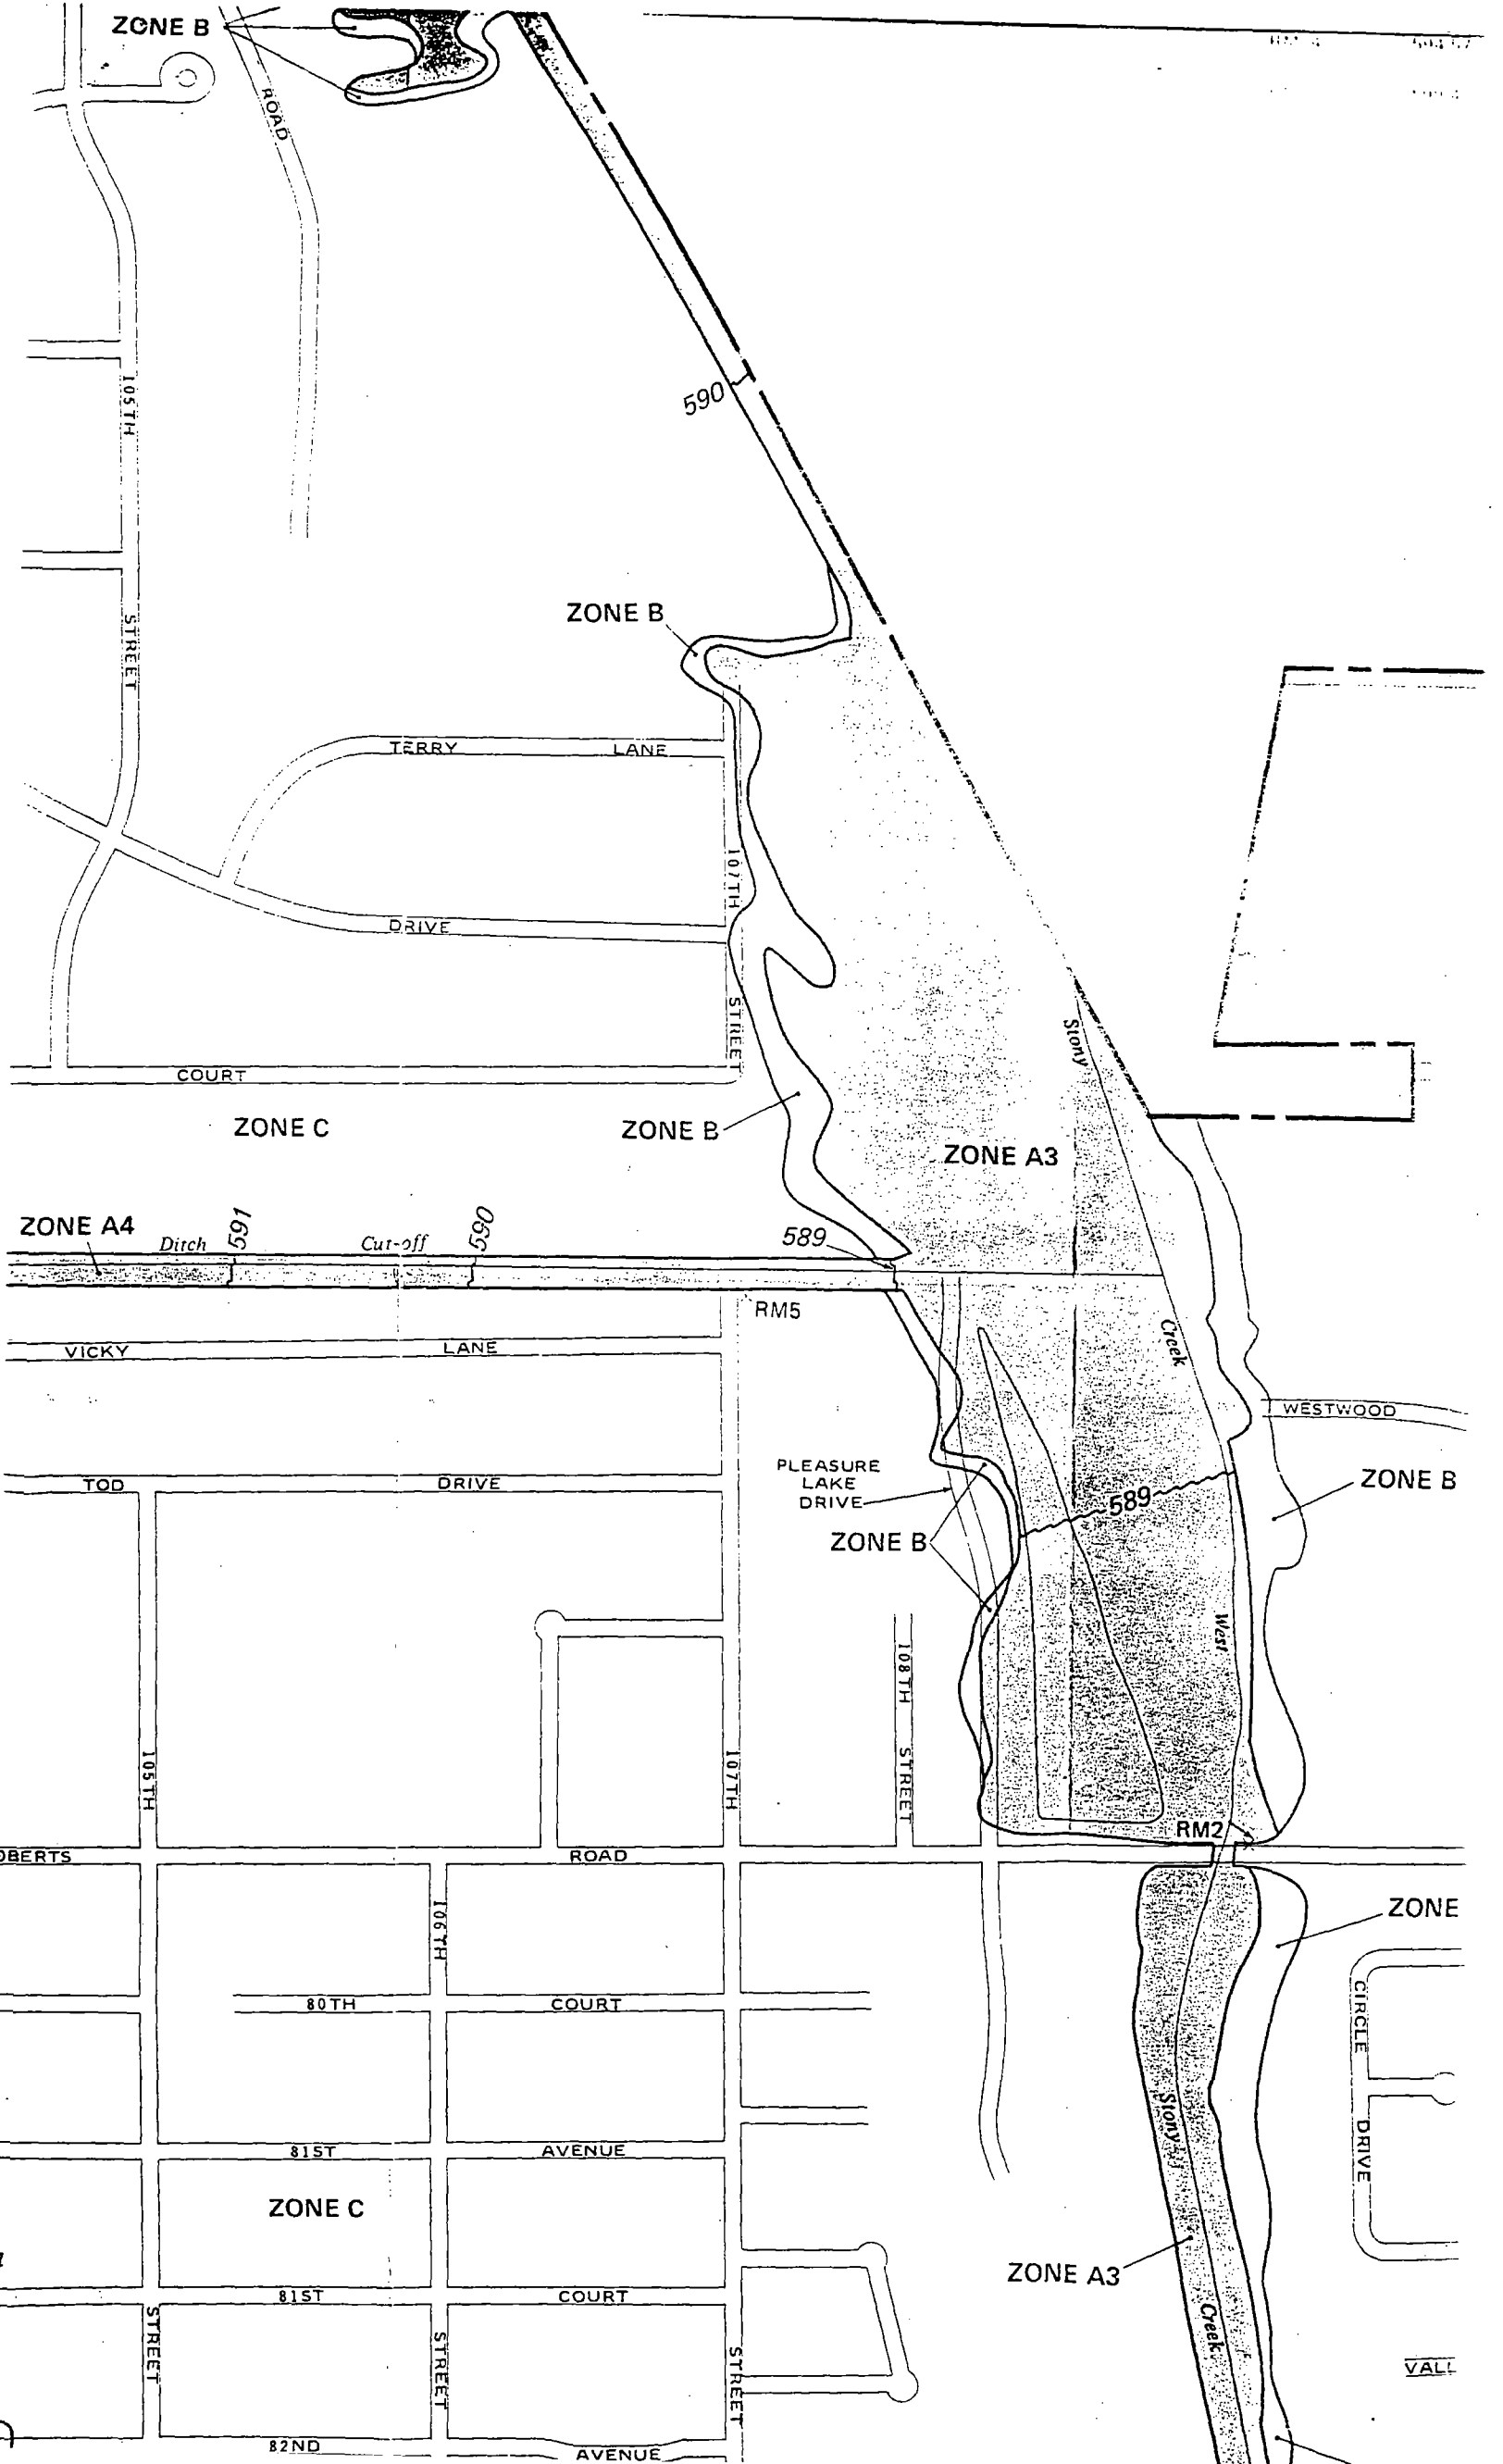 ZONE B
ROAD
105TH
590
STREET
ZONE B
TERRY LANE
107TH
DRIVE
STREET
Stony
COURT
ZONE C
ZONE B
ZONE A3
ZONE A4
Ditch
591
Cut-off
590
589
RM5
VICKY LANE
Creek
WESTWOOD
PLEASURE
LAKE
DRIVE
TOD DRIVE
ZONE B
589
ZONE B
West
108TH
STREET
105TH
107TH
RM2
OBERTS ROAD
106TH
ZONE
80TH COURT
CIRCLE
DRIVE
Stony
81ST AVENUE
ZONE C
ZONE A3
81ST COURT
Creek
STREET
STREET
STREET
VALL
82ND AVENUE